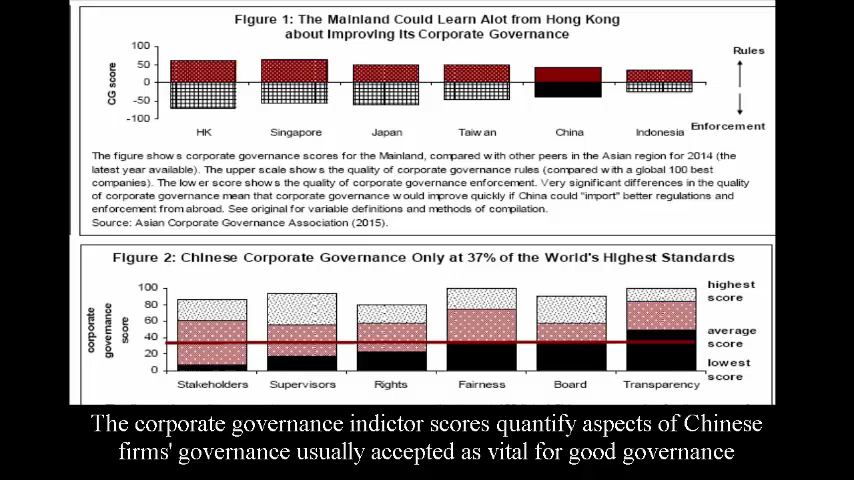 Figure 1: The Mainland Could Learn Alot from Hong Kong
about Improving Its Corporate Governance
100
50
0
-50
-100
CG score
Rules
Enforcement
HK
Singapore
Japan
Taiwan
China
Indonesia
The figure shows corporate governance scores for the Mainland, compared with other peers in the Asian region for 2014 (the
latest year available). The upper scale shows the quality of corporate governance rules (compared with a global 100 best
companies). The lower score shows the quality of corporate governance enforcement. Very significant differences in the quality
of corporate governance mean that corporate governance would improve quickly if China could "import" better regulations and
enforcement from abroad. See original for variable definitions and methods of compilation.
Source: Asian Corporate Governance Association (2015).
Figure 2: Chinese Corporate Governance Only at 37% of the World's Highest Standards
100
80
60
40
20
0
corporate
governance
score
highest
score
average
score
lowest
score
Stakeholders
Supervisors
Rights
Fairness
Board
Transparency
The corporate governance indictor scores quantify aspects of Chinese
firms' governance usually accepted as vital for good governance